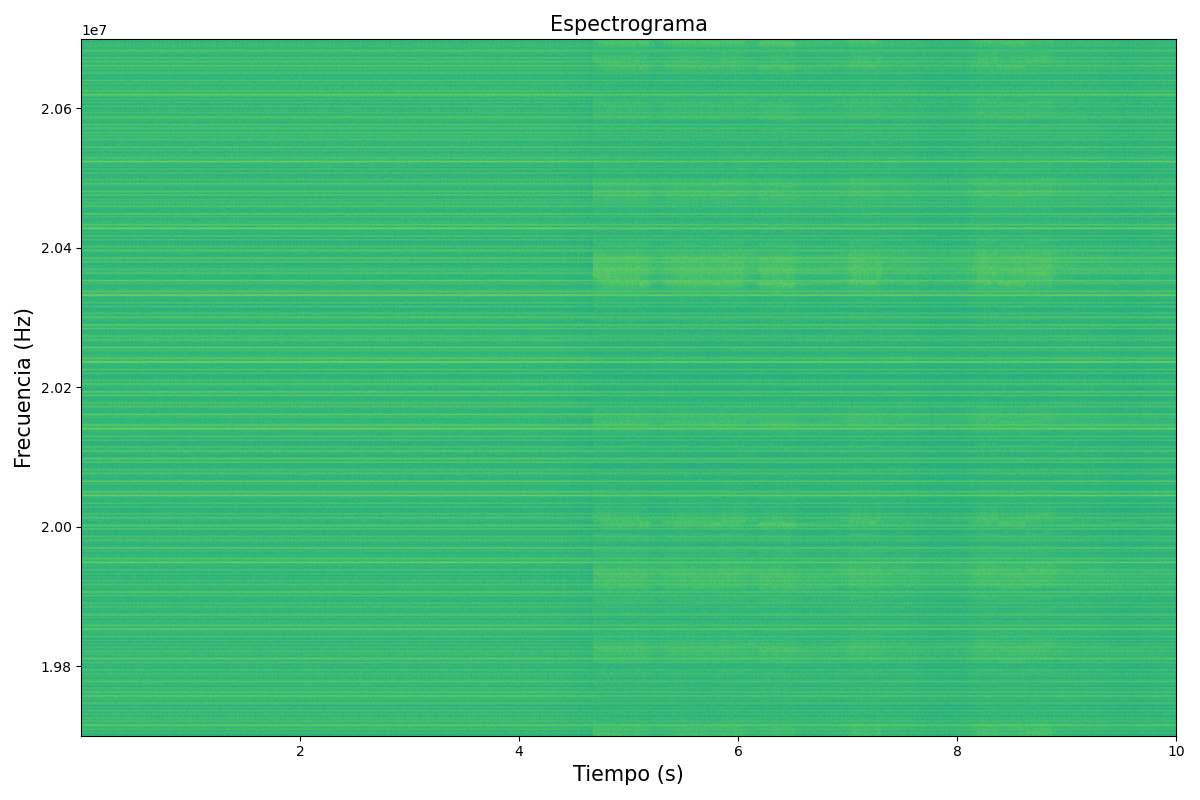 Espectrograma
1e7
2.06
2.04
2.02
2.00
1.98
Frecuencia (Hz)
2 4 6 8 10
Tiempo (s)